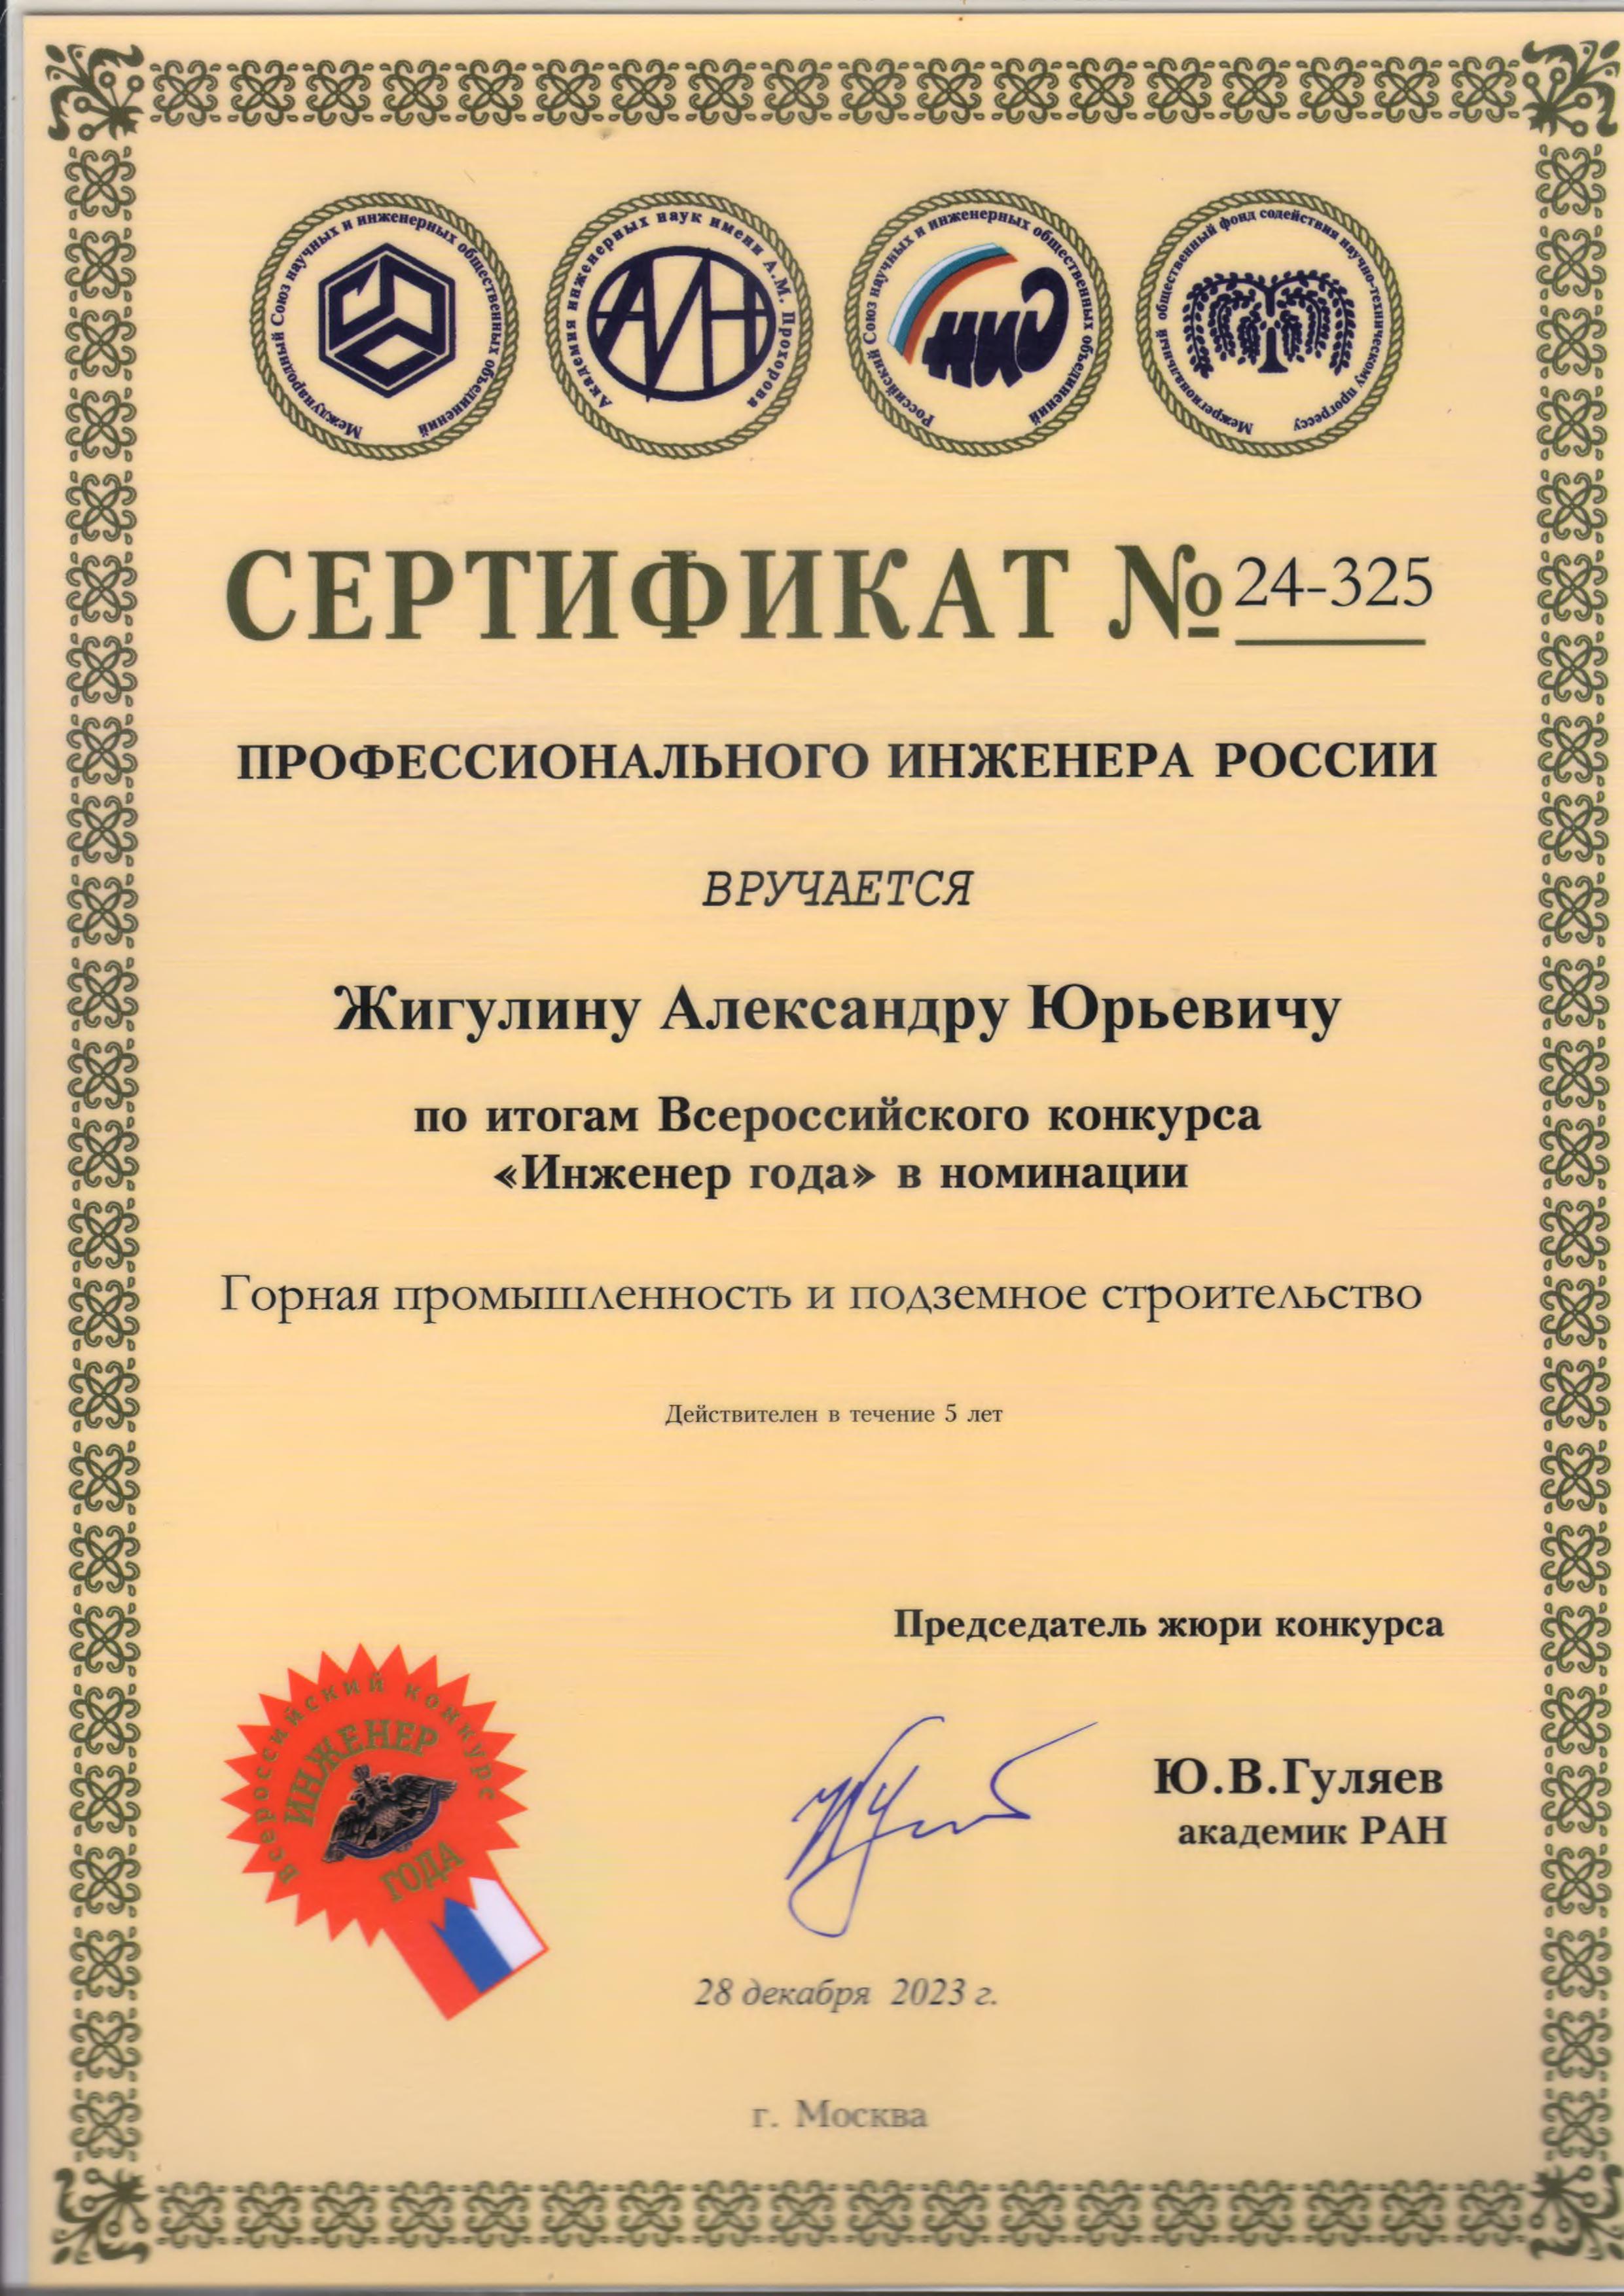 Международный Союз научных и инженерных общественных объединений
Академия инженерных наук имени А.М. Прохорова
АИН
Российский Союз научных и инженерных общественных объединений
НИО
Межрегиональный общественный фонд содействия научно-техническому прогрессу
СЕРТИФИКАТ № 24-325
ПРОФЕССИОНАЛЬНОГО ИНЖЕНЕРА РОССИИ
ВРУЧАЕТСЯ
Жигулину Александру Юрьевичу
по итогам Всероссийского конкурса
«Инженер года» в номинации
Горная промышленность и подземное строительство
Действителен в течение 5 лет
Председатель жюри конкурса
Ю.В.Гуляев
академик РАН
Всероссийский конкурс
ИНЖЕНЕР
ГОДА
28 декабря 2023 г.
г. Москва